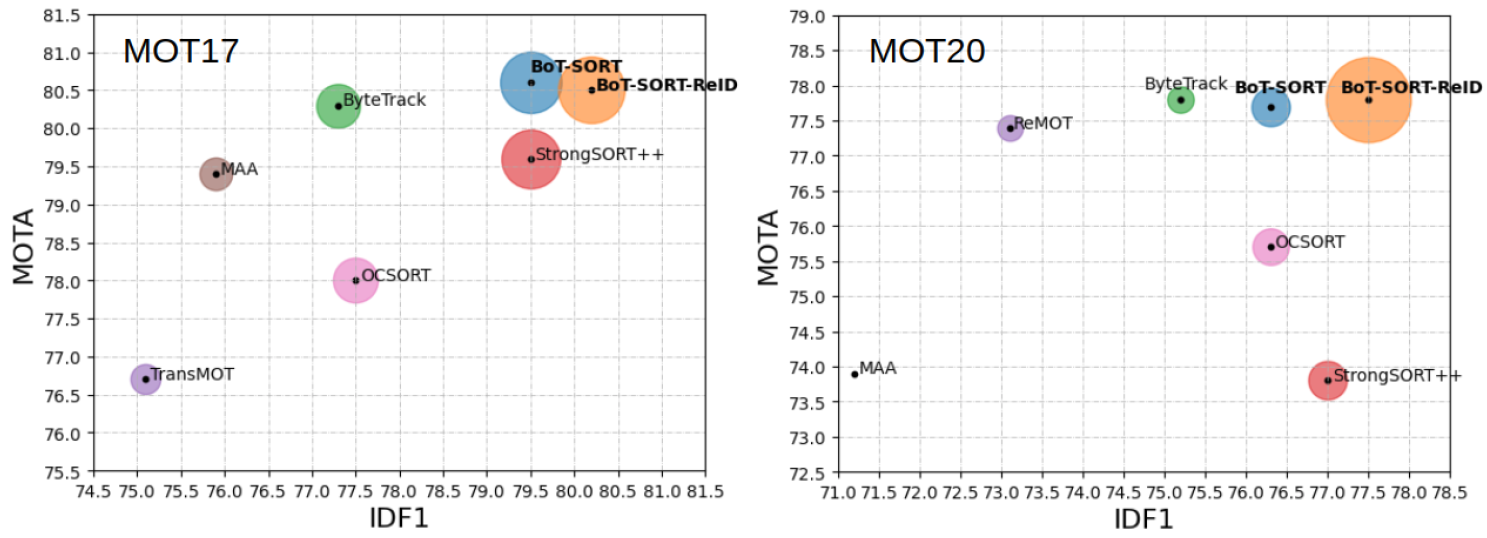 MOT17
MOTA
81.5
81.0
80.5
80.0
79.5
79.0
78.5
78.0
77.5
77.0
76.5
76.0
75.5
BoT-SORT
BoT-SORT-ReID
ByteTrack
StrongSORT++
MAA
OCSORT
TransMOT
74.5 75.0 75.5 76.0 76.5 77.0 77.5 78.0 78.5 79.0 79.5 80.0 80.5 81.0 81.5
IDF1
MOT20
MOTA
79.0
78.5
78.0
77.5
77.0
76.5
76.0
75.5
75.0
74.5
74.0
73.5
73.0
72.5
ByteTrack
BoT-SORT
BoT-SORT-ReID
ReMOT
OCSORT
MAA
StrongSORT++
71.0 71.5 72.0 72.5 73.0 73.5 74.0 74.5 75.0 75.5 76.0 76.5 77.0 77.5 78.0 78.5
IDF1